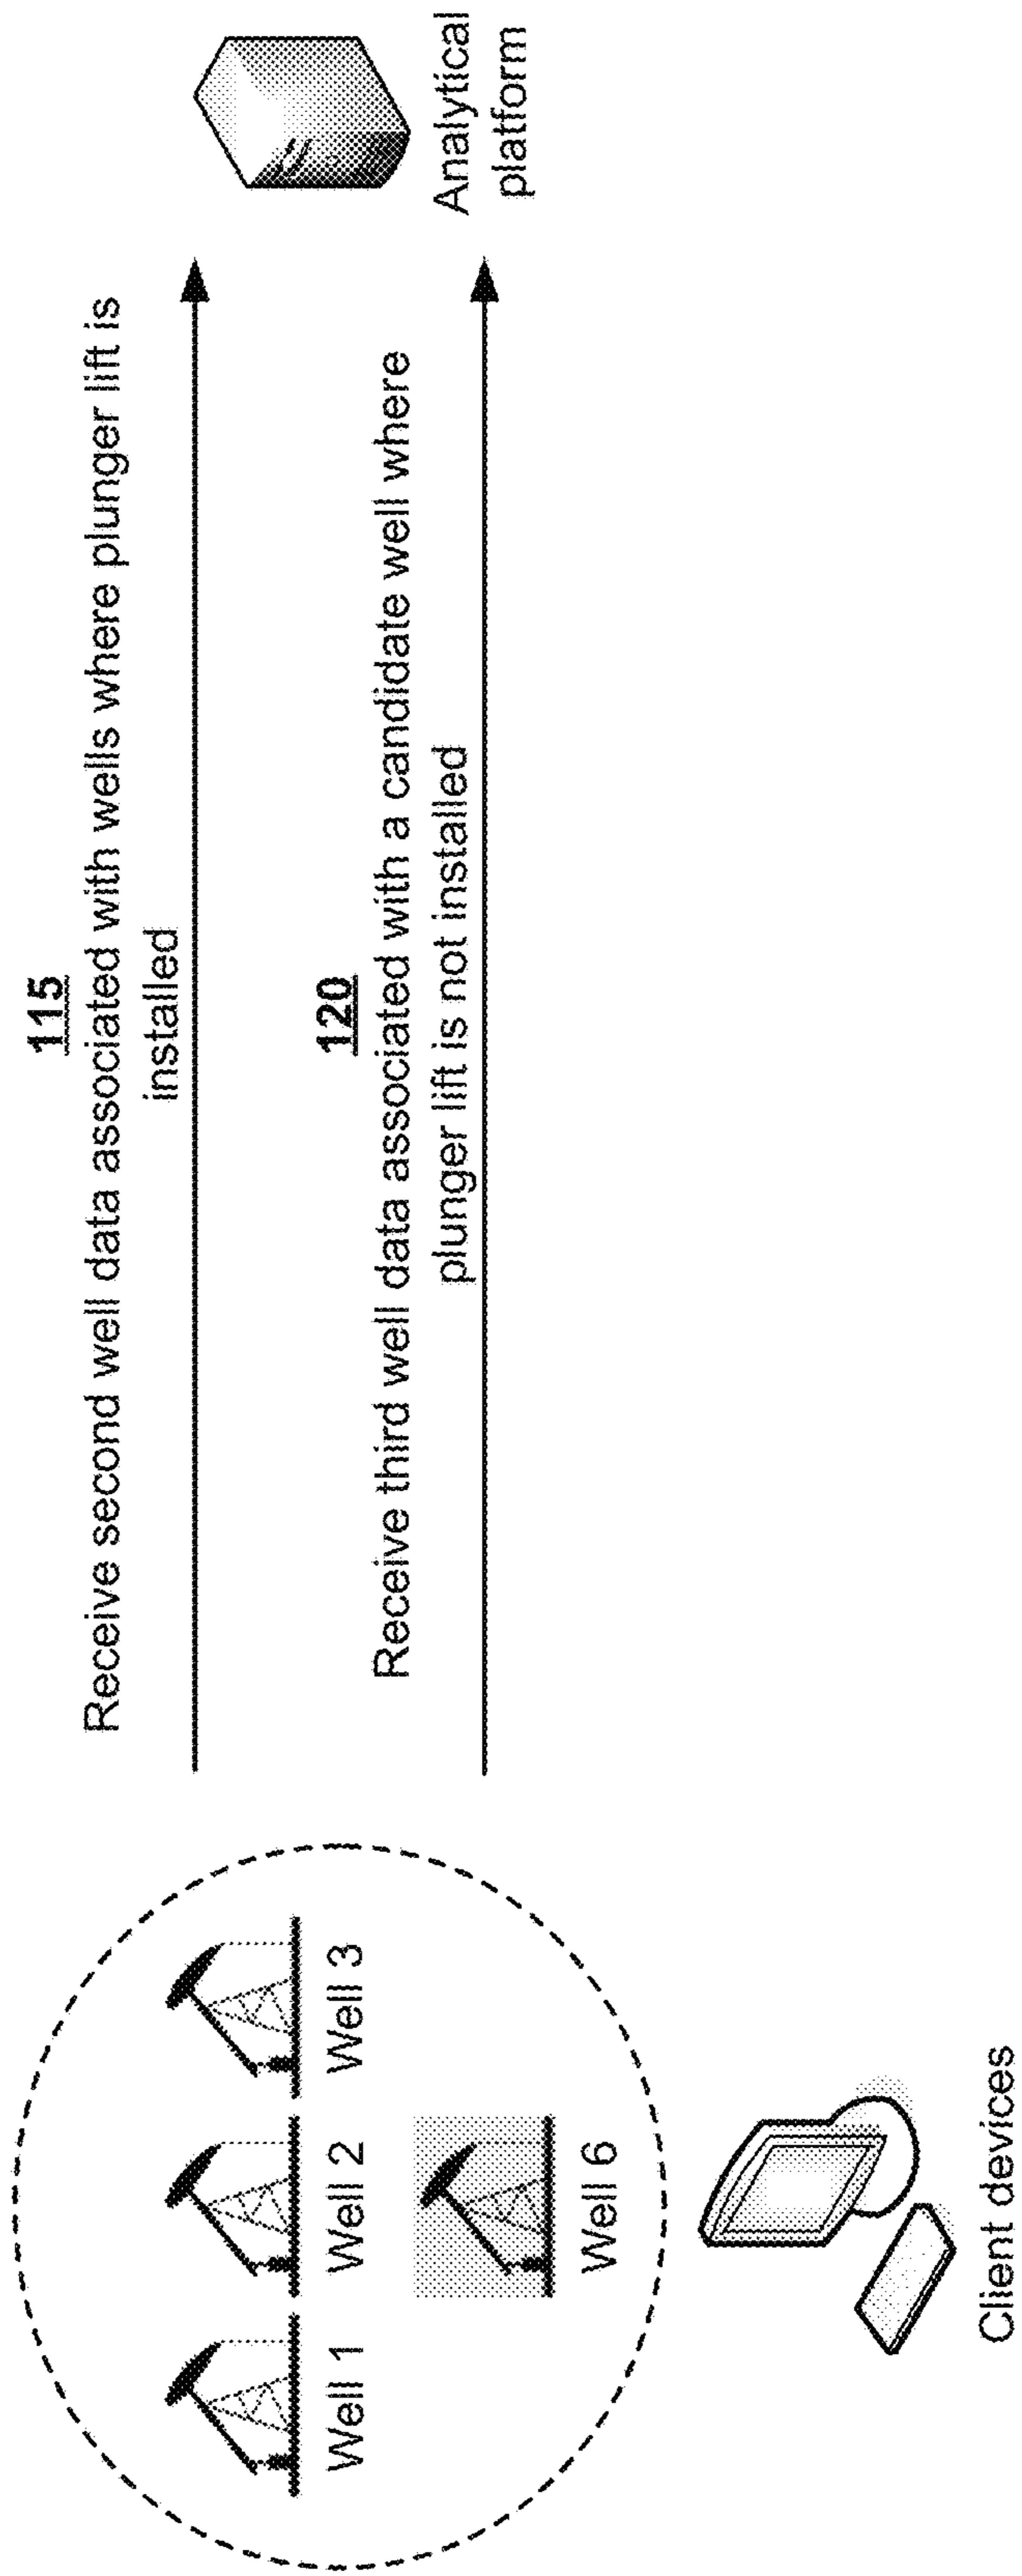 115
Receive second well data associated with wells where plunger lift is
installed
120
Receive third well data associated with a candidate well where
plunger lift is not installed
Analytical
platform
Well 1
Well 2
Well 3
Well 6
Client devices